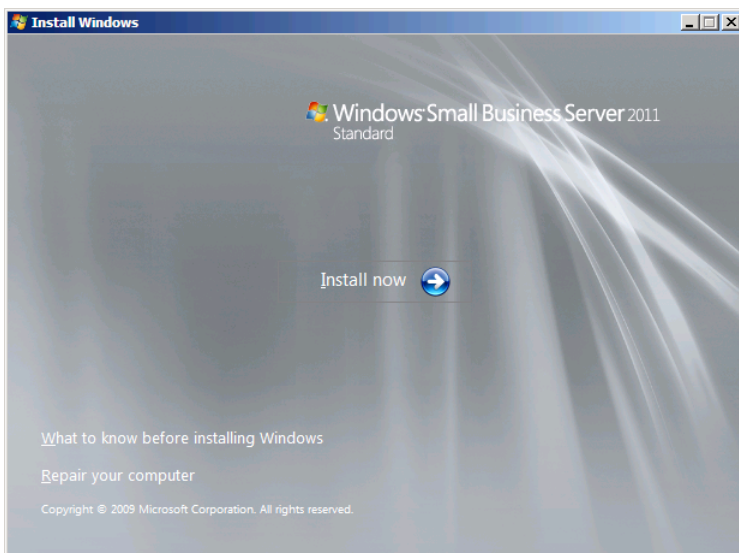 Install Windows
Windows Small Business Server 2011
Standard
Install now
What to know before installing Windows
Repair your computer
Copyright © 2009 Microsoft Corporation. All rights reserved.